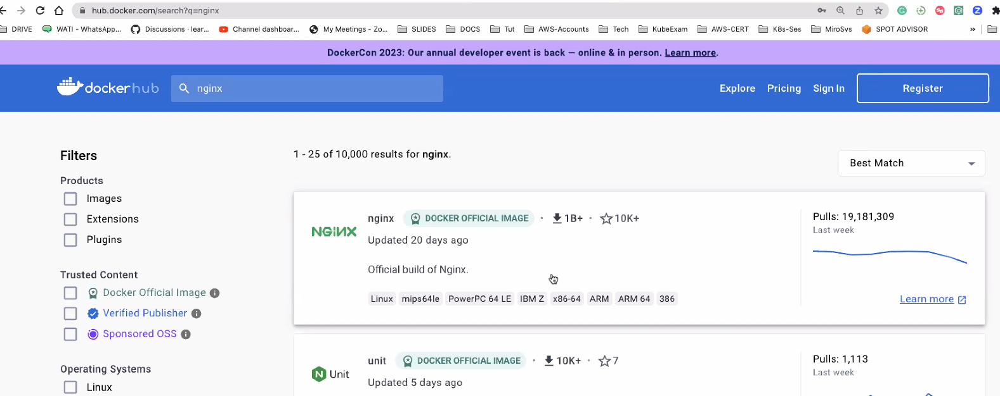 hub.docker.com/search?q=nginx
DRIVE WATI - WhatsApp... Discussions · lear... Channel dashboar... My Meetings - Zo... SLIDES DOCS Tut AWS-Accounts Tech KubeExam AWS-CERT K8s-Ses MiroSvs SPOT ADVISOR »
DockerCon 2023: Our annual developer event is back — online & in person. Learn more.
dockerhub nginx Explore Pricing Sign In Register
Filters
1 - 25 of 10,000 results for nginx.
Best Match
Products
Images
Extensions
Plugins
Trusted Content
Docker Official Image
Verified Publisher
Sponsored OSS
Operating Systems
Linux
NGINX
nginx DOCKER OFFICIAL IMAGE · 1B+ · 10K+
Updated 20 days ago
Official build of Nginx.
Linux mips64le PowerPC 64 LE IBM Z x86-64 ARM ARM 64 386
Pulls: 19,181,309
Last week
Learn more
N Unit
unit DOCKER OFFICIAL IMAGE · 10K+ · 7
Updated 5 days ago
Pulls: 1,113
Last week